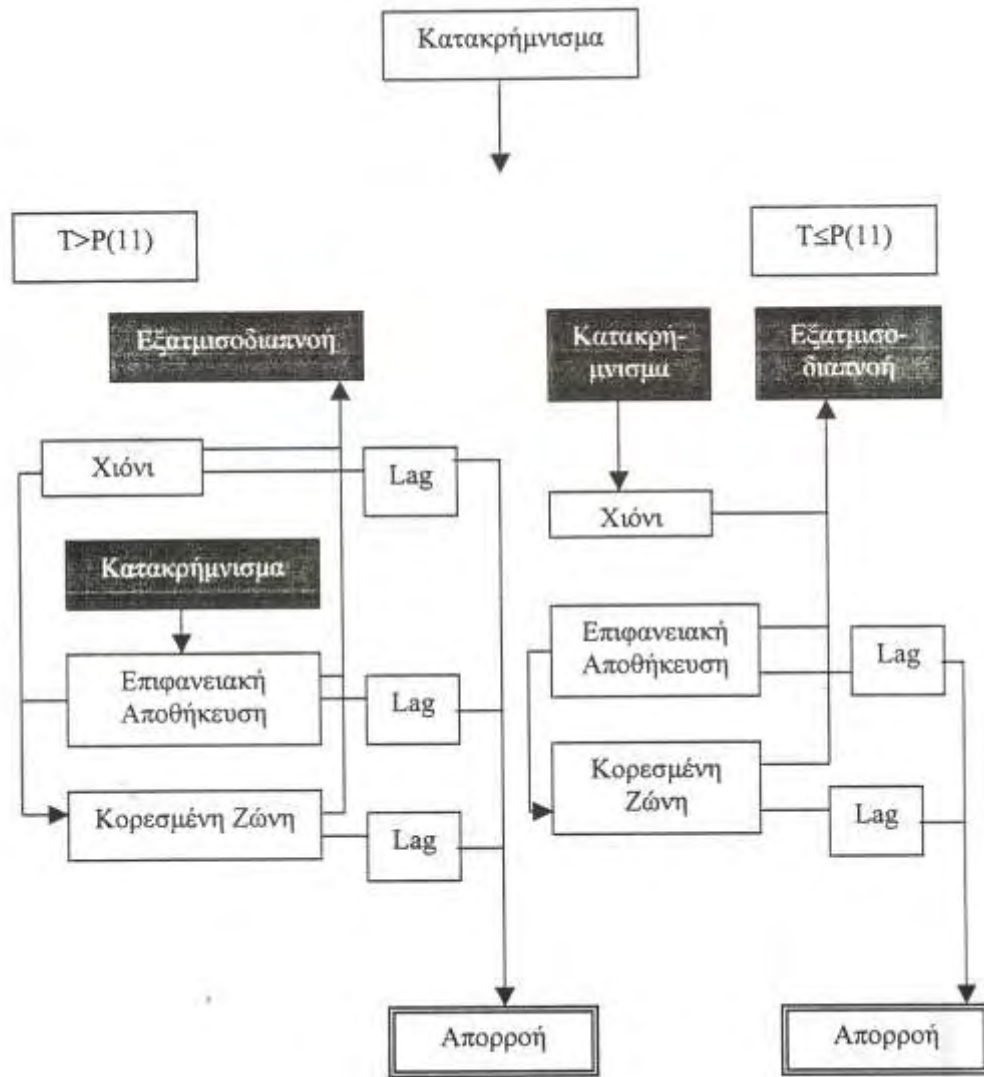 Κατακρήμνισμα
T>P(11)
T≤P(11)
Εξατμισοδιαπνοή
Κατακρή-
μνισμα
Εξατμισο-
διαπνοή
Χιόνι
Lag
Χιόνι
Κατακρήμνισμα
Επιφανειακή
Αποθήκευση
Lag
Επιφανειακή
Αποθήκευση
Lag
Κορεσμένη Ζώνη
Lag
Κορεσμένη
Ζώνη
Lag
Απορροή
Απορροή